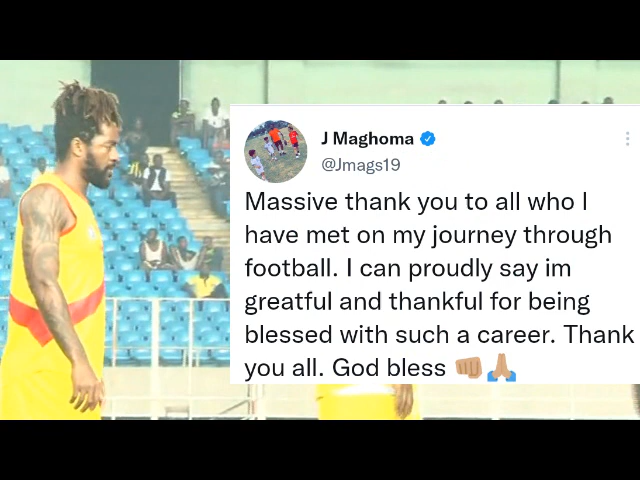 J Maghoma
@Jmags19
Massive thank you to all who I
have met on my journey through
football. I can proudly say im
greatful and thankful for being
blessed with such a career. Thank
you all. God bless 👊🏽🙏🏽